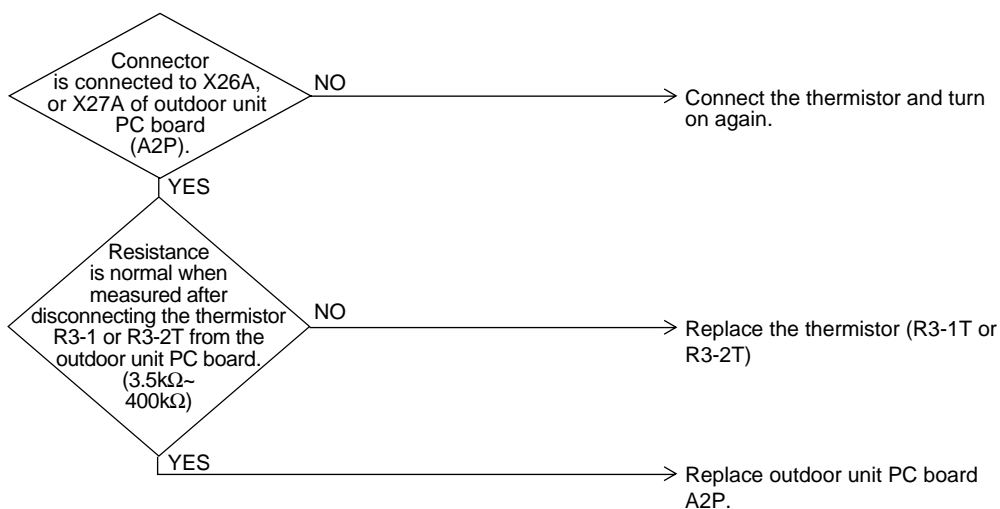 Connector
is connected to X26A,
or X27A of outdoor unit
PC board
(A2P).
NO
Connect the thermistor and turn
on again.
YES
Resistance
is normal when
measured after
disconnecting the thermistor
R3-1 or R3-2T from the
outdoor unit PC board.
(3.5kΩ~
400kΩ)
NO
Replace the thermistor (R3-1T or
R3-2T)
YES
Replace outdoor unit PC board
A2P.